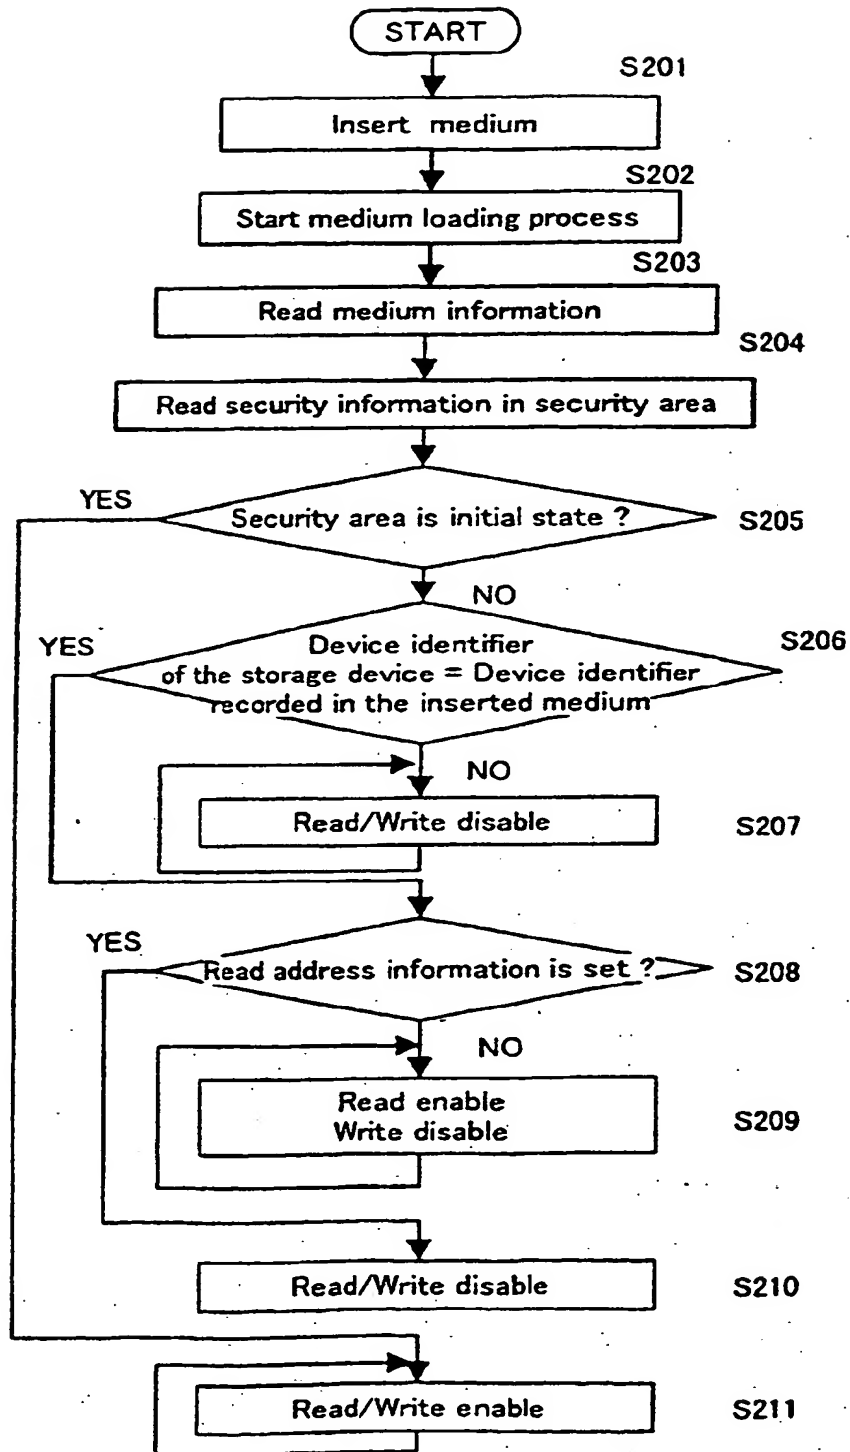 START
S201
Insert medium
S202
Start medium loading process
S203
Read medium information
S204
Read security information in security area
YES
Security area is initial state ?
S205
NO
YES
Device identifier
of the storage device = Device identifier
recorded in the inserted medium
S206
NO
Read/Write disable
S207
YES
Read address information is set ?
S208
NO
Read enable
Write disable
S209
Read/Write disable
S210
Read/Write enable
S211